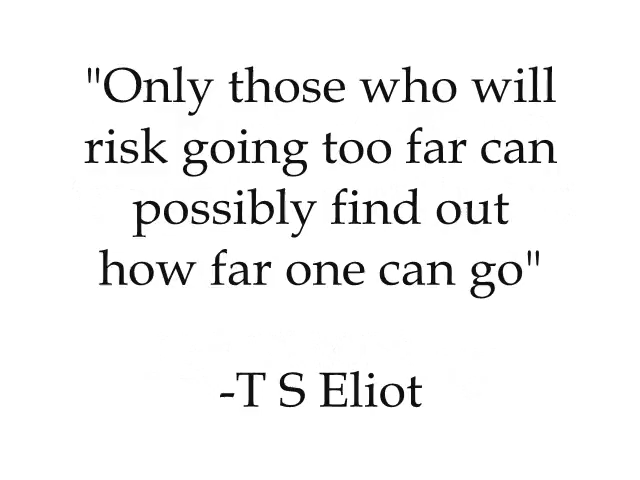 "Only those who will
risk going too far can
possibly find out
how far one can go"
-T S Eliot